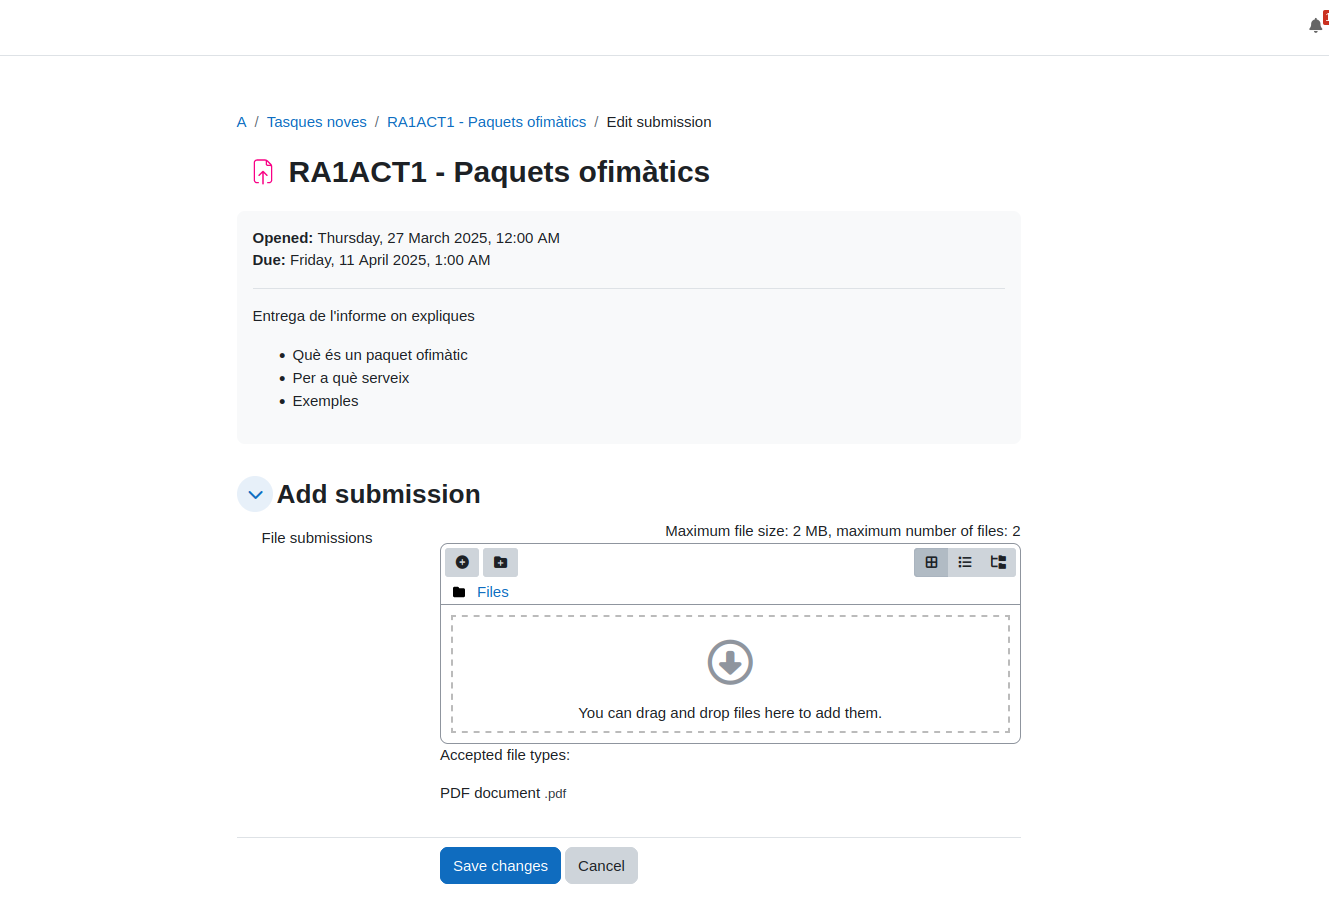 A / Tasques noves / RA1ACT1 - Paquets ofimàtics / Edit submission
RA1ACT1 - Paquets ofimàtics
Opened: Thursday, 27 March 2025, 12:00 AM
Due: Friday, 11 April 2025, 1:00 AM
Entrega de l'informe on expliques
• Què és un paquet ofimàtic
• Per a què serveix
• Exemples
Add submission
File submissions
Maximum file size: 2 MB, maximum number of files: 2
Files
You can drag and drop files here to add them.
Accepted file types:
PDF document .pdf
Save changes
Cancel